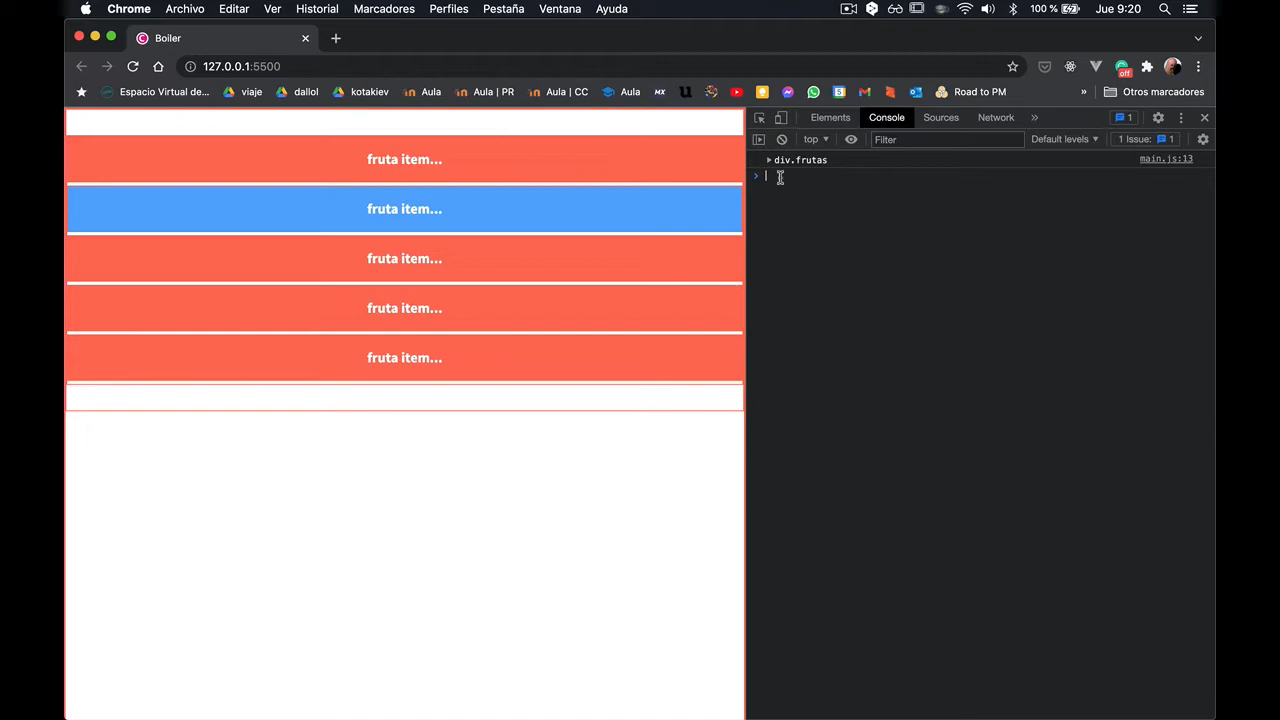 Chrome Archivo Editar Ver Historial Marcadores Perfiles Pestaña Ventana Ayuda 100 % Jue 9:20
Boiler
127.0.0.1:5500
off
Espacio Virtual de... viaje dallol kotakiev Aula Aula | PR Aula | CC Aula MX Road to PM » Otros marcadores
Elements Console Sources Network » 1
top Filter Default levels 1 Issue: 1
div.frutas main.js:13
fruta item...
fruta item...
fruta item...
fruta item...
fruta item...